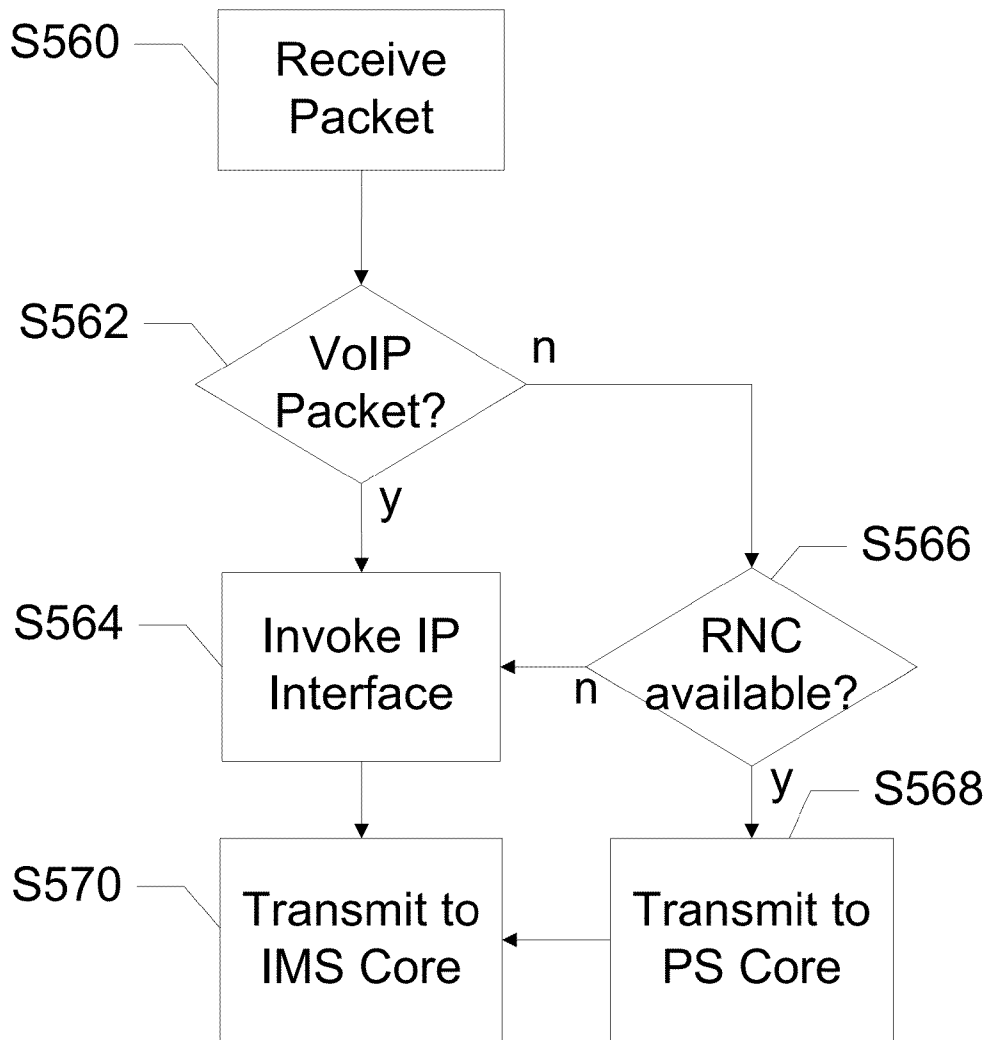 S560
Receive
Packet
S562
VoIP
Packet?
n
y
S566
S564
Invoke IP
Interface
RNC
available?
n
y
S568
S570
Transmit to
IMS Core
Transmit to
PS Core